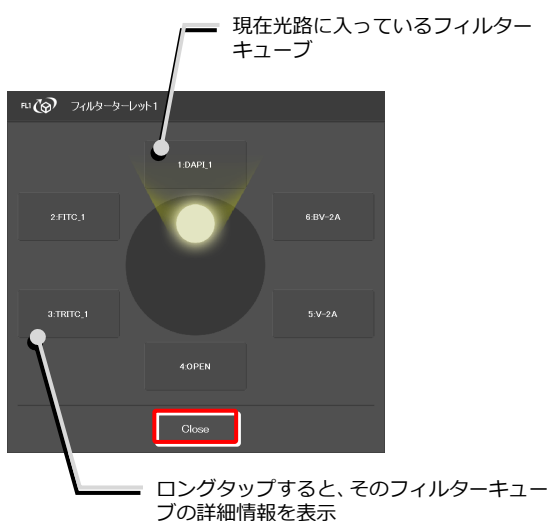 現在光路に入っているフィルター
キューブ
FL1 フィルターターレット1
1:DAPI_1
2:FITC_1
6:BV-2A
3:TRITC_1
5:V-2A
4:OPEN
Close
ロングタップすると、そのフィルターキュー
ブの詳細情報を表示